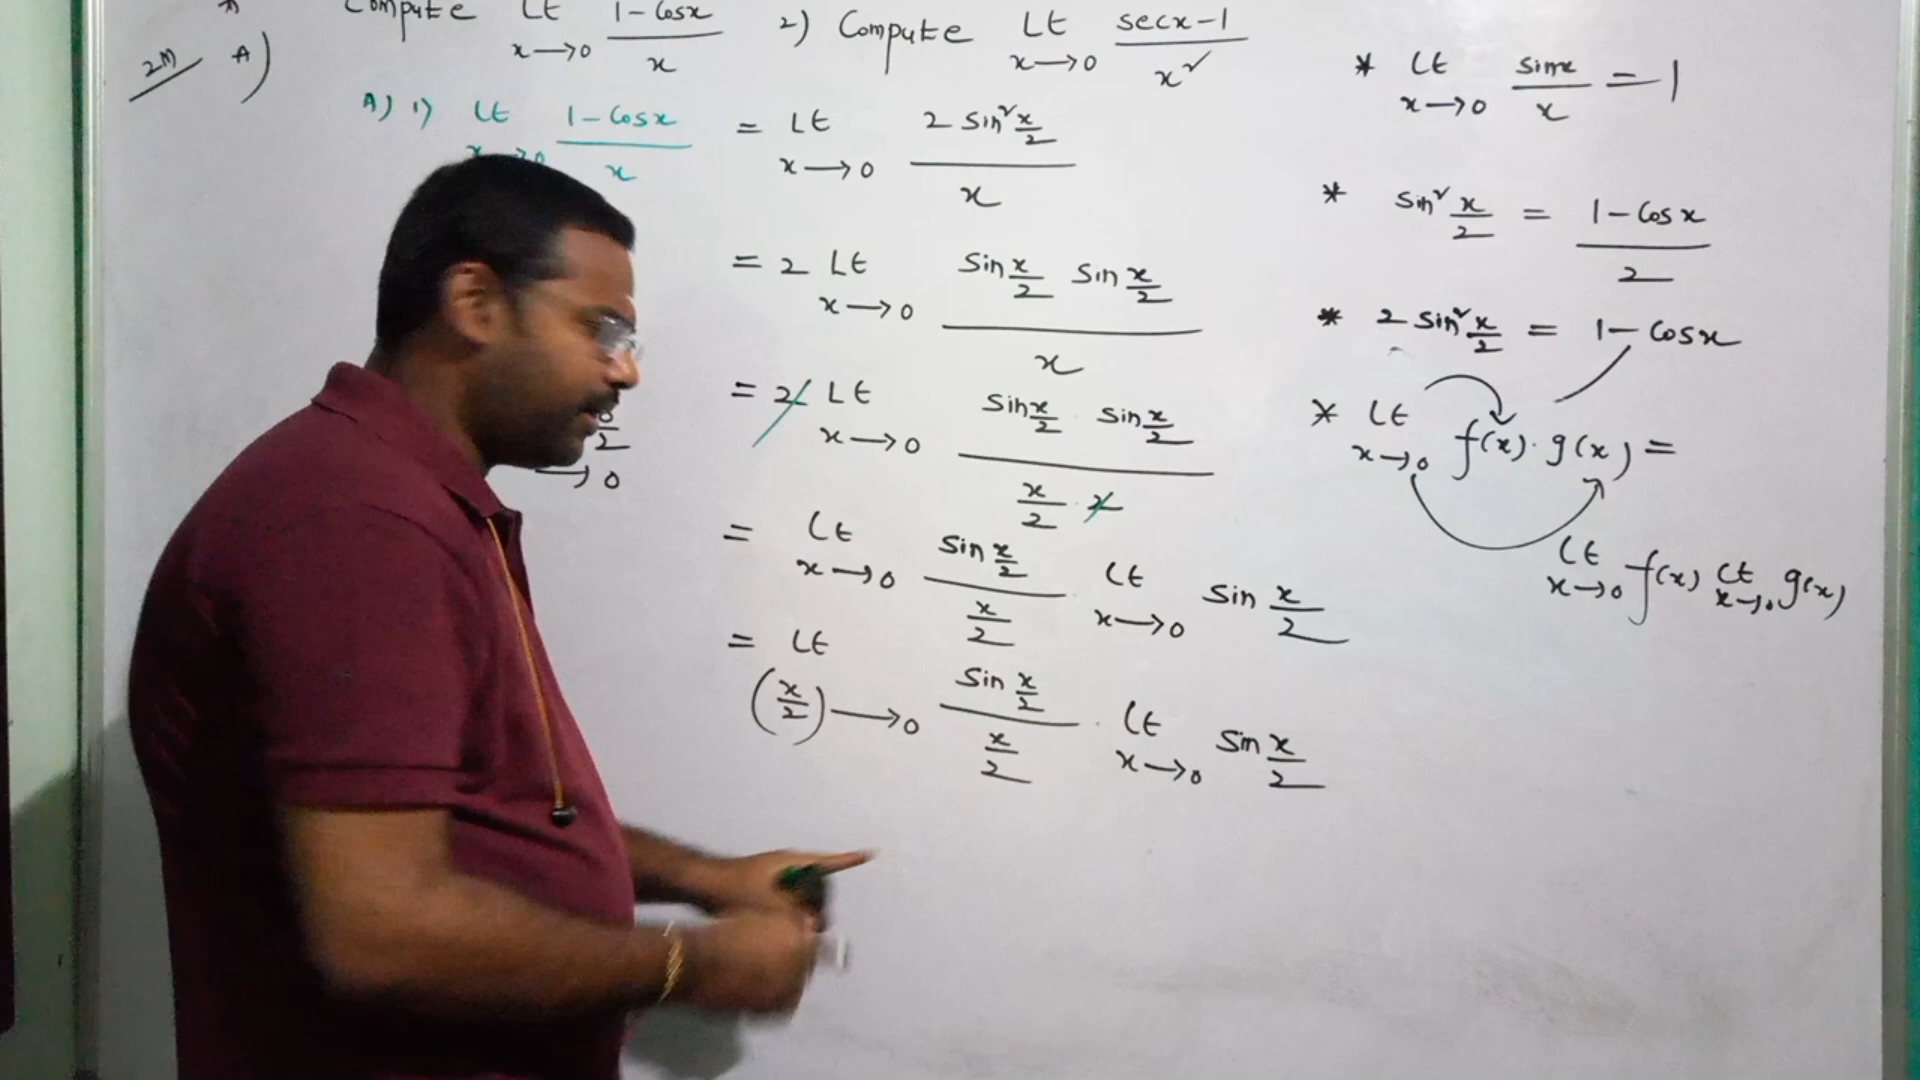 Compute Lt x→0 1-Cosx/x 2) Compute Lt x→0 secx-1/x²
2M A)
A) 1) Lt x→0 1-Cosx/x = Lt x→0 2 Sin² x/2 / x
= 2 Lt x→0 Sin x/2 Sin x/2 / x
= 2 Lt x→0 Sin x/2 · Sin x/2 / x/2 · 2
= Lt x→0 Sin x/2 / x/2 · Lt x→0 Sin x/2
= Lt (x/2)→0 Sin x/2 / x/2 · Lt x→0 Sin x/2
2
→0
* Lt x→0 Sinx/x = 1
* Sin² x/2 = 1-Cosx/2
* 2 Sin² x/2 = 1-Cosx
* Lt x→0 f(x)·g(x) =
Lt x→0 f(x) Lt x→0 g(x)